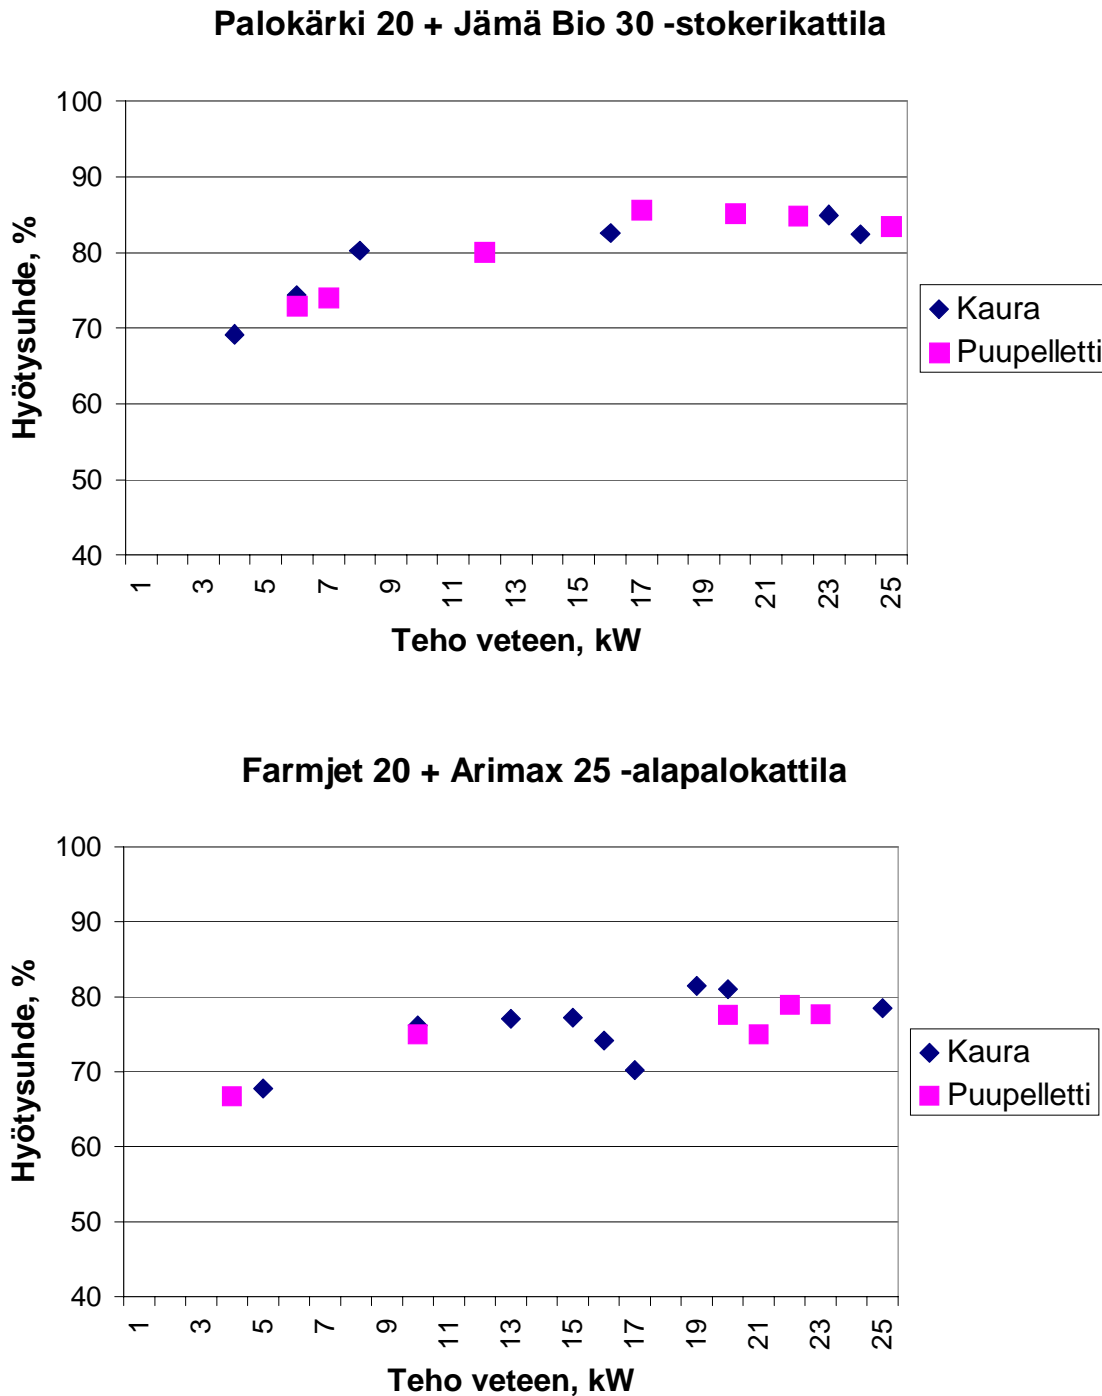 Palokärki 20 + Jämä Bio 30 -stokerikattila
100
90
80
70
60
50
40
Hyötysuhde, %
1 3 5 7 9 11 13 15 17 19 21 23 25
Teho veteen, kW
Kaura
Puupelletti
Farmjet 20 + Arimax 25 -alapalokattila
100
90
80
70
60
50
40
Hyötysuhde, %
1 3 5 7 9 11 13 15 17 19 21 23 25
Teho veteen, kW
Kaura
Puupelletti